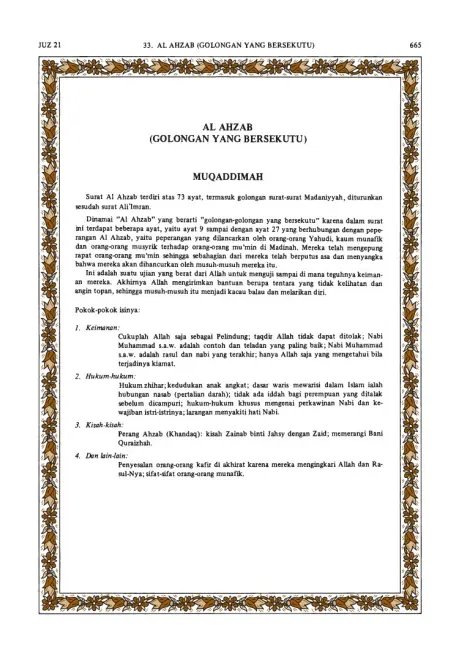 JUZ 21 33. AL AHZAB (GOLONGAN YANG BERSEKUTU) 665
AL AHZAB
(GOLONGAN YANG BERSEKUTU)
MUQADDIMAH
Surat Al Ahzab terdiri atas 73 ayat, termasuk golongan surat-surat Madaniyyah, diturunkan
sesudah surat Ali'Imran.
Dinamai "Al Ahzab" yang berarti "golongan-golongan yang bersekutu" karena dalam surat
ini terdapat beberapa ayat, yaitu ayat 9 sampai dengan ayat 27 yang berhubungan dengan pepe-
rangan Al Ahzab, yaitu peperangan yang dilancarkan oleh orang-orang Yahudi, kaum munafik
dan orang-orang musyrik terhadap orang-orang mu'min di Madinah. Mereka telah mengepung
rapat orang-orang mu'min sehingga sebahagian dari mereka telah berputus asa dan menyangka
bahwa mereka akan dihancurkan oleh musuh-musuh mereka itu.
Ini adalah suatu ujian yang berat dari Allah untuk menguji sampai di mana teguhnya keiman-
an mereka. Akhirnya Allah mengirimkan bantuan berupa tentara yang tidak kelihatan dan
angin topan, sehingga musuh-musuh itu menjadi kacau balau dan melarikan diri.
Pokok-pokok isinya:
1. Keimanan:
Cukuplah Allah saja sebagai Pelindung; taqdir Allah tidak dapat ditolak; Nabi
Muhammad s.a.w. adalah contoh dan teladan yang paling baik; Nabi Muhammad
s.a.w. adalah rasul dan nabi yang terakhir; hanya Allah saja yang mengetahui bila
terjadinya kiamat.
2. Hukum-hukum:
Hukum zhihar; kedudukan anak angkat; dasar waris mewarisi dalam Islam ialah
hubungan nasab (pertalian darah); tidak ada iddah bagi perempuan yang ditalak
sebelum dicampuri; hukum-hukum khusus mengenai perkawinan Nabi dan ke-
wajiban istri-istrinya; larangan menyakiti hati Nabi.
3. Kisah-kisah:
Perang Ahzab (Khandaq): kisah Zainab binti Jahsy dengan Zaid; memerangi Bani
Quraizhah.
4. Dan lain-lain:
Penyesalan orang-orang kafir di akhirat karena mereka mengingkari Allah dan Ra-
sul-Nya; sifat-sifat orang-orang munafik.